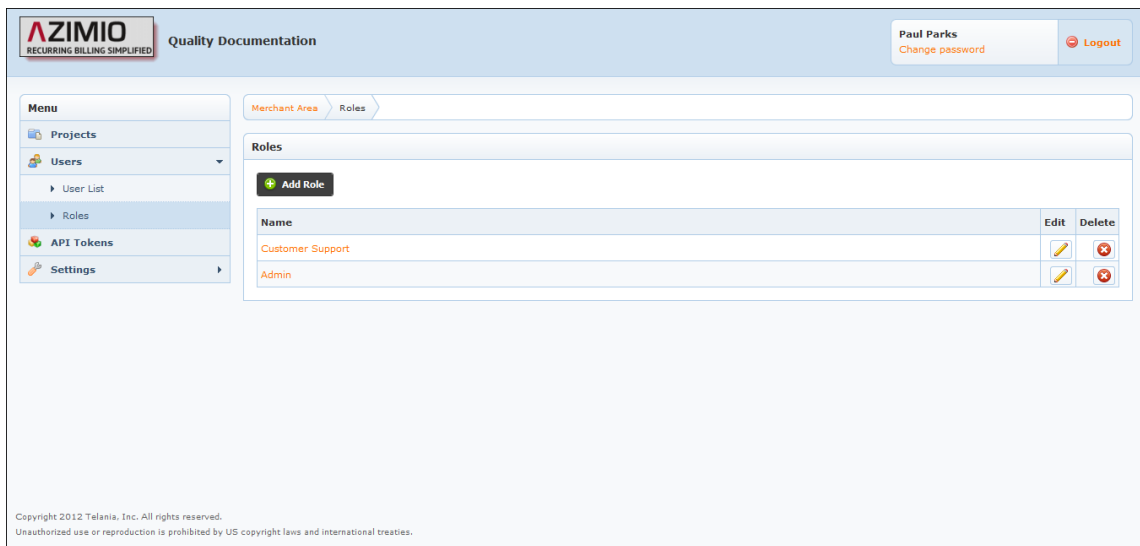 AZIMIO
RECURRING BILLING SIMPLIFIED
Quality Documentation
Paul Parks
Change password
Logout
Menu
Projects
Users
User List
Roles
API Tokens
Settings
Merchant Area
Roles
Roles
Add Role
Name
Edit
Delete
Customer Support
Admin
Copyright 2012 Telania, Inc. All rights reserved.
Unauthorized use or reproduction is prohibited by US copyright laws and international treaties.